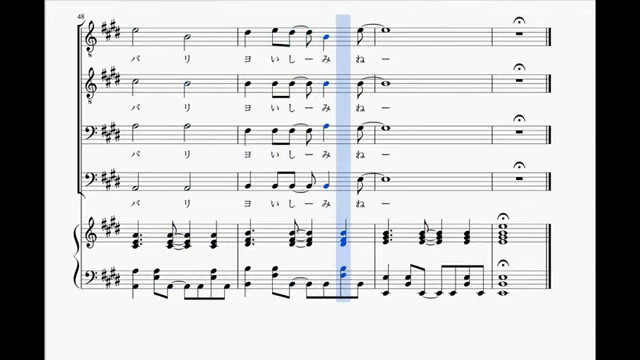 48
バ リ ヨ い し ー み ね ー
バ リ ヨ い し ー み ね ー
バ リ ヨ い し ー み ね ー
バ リ ヨ い し ー み ね ー